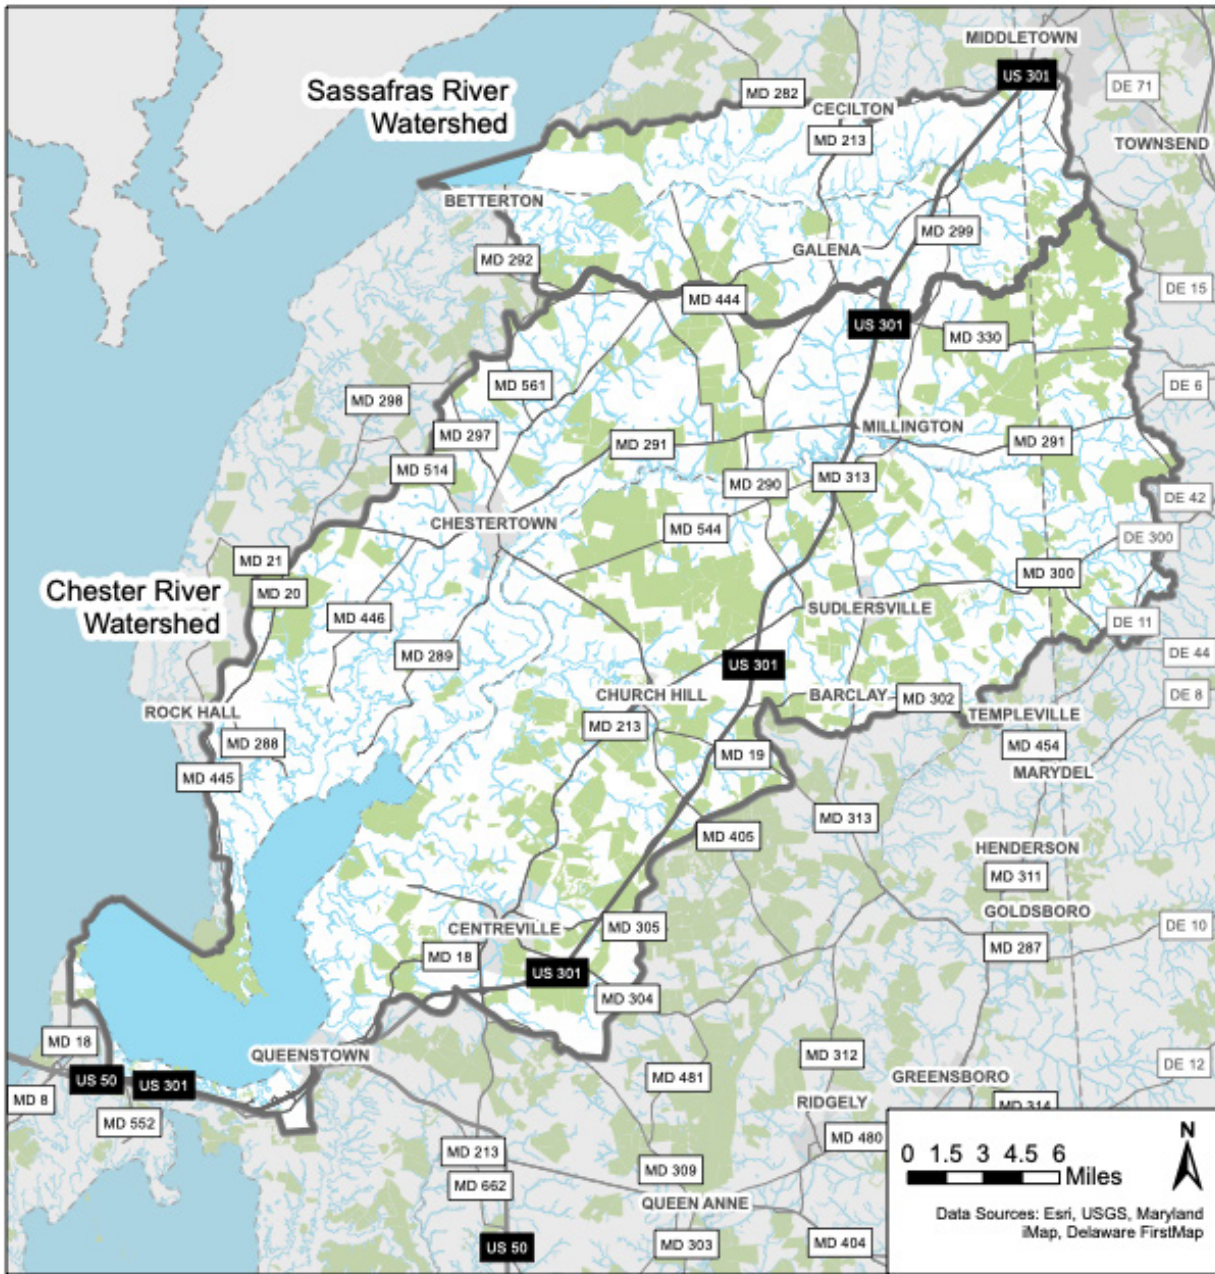 MIDDLETOWN
US 301
Sassafras River
Watershed
MD 282
DE 71
CECILTON
MD 213
TOWNSEND
BETTERTON
MD 299
GALENA
MD 292
DE 15
MD 444
US 301
MD 330
MD 561
DE 6
MD 298
MILLINGTON
MD 297
MD 291
MD 291
MD 514
MD 313
MD 290
DE 42
CHESTERTOWN
MD 544
DE 300
MD 21
MD 300
Chester River
Watershed
MD 20
SUDLERSVILLE
MD 446
DE 11
MD 289
DE 44
US 301
CHURCH HILL
BARCLAY
MD 302
DE 8
ROCK HALL
TEMPLEVILLE
MD 213
MD 288
MD 19
MD 454
MD 445
MARYDEL
MD 313
MD 405
HENDERSON
MD 311
GOLDSBORO
CENTREVILLE
MD 305
DE 10
MD 287
MD 18
US 301
MD 304
MD 18
QUEENSTOWN
MD 312
DE 12
US 50
US 301
MD 481
GREENSBORO
MD 8
MD 314
MD 552
RIDGELY
MD 480
MD 213
MD 309
MD 662
QUEEN ANNE
US 50
MD 303
MD 404
N
0 1.5 3 4.5 6
Miles
Data Sources: Esri, USGS, Maryland
iMap, Delaware FirstMap